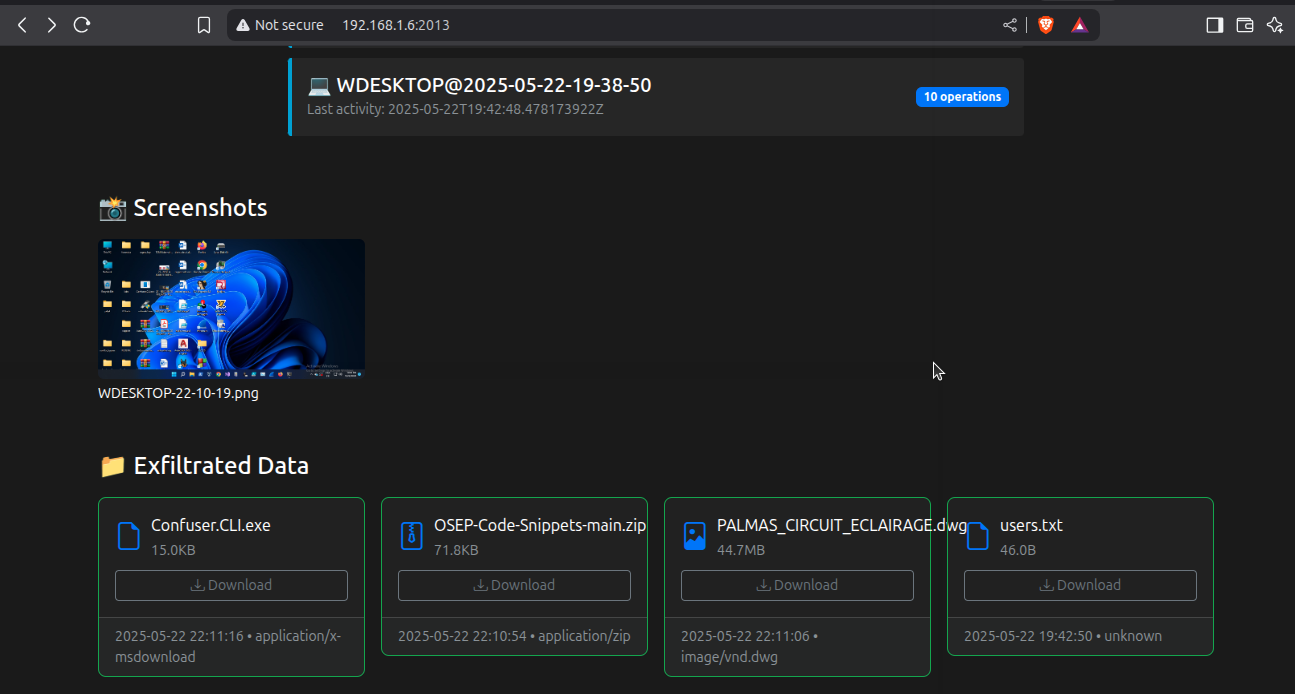 Not secure 192.168.1.6:2013
WDESKTOP@2025-05-22-19-38-50
Last activity: 2025-05-22T19:42:48.478173922Z
10 operations
Screenshots
WDESKTOP-22-10-19.png
Exfiltrated Data
Confuser.CLI.exe
15.0KB
Download
2025-05-22 22:11:16 • application/x-
msdownload
OSEP-Code-Snippets-main.zip
71.8KB
Download
2025-05-22 22:10:54 • application/zip
PALMAS_CIRCUIT_ECLAIRAGE.dwg
44.7MB
Download
2025-05-22 22:11:06 •
image/vnd.dwg
users.txt
46.0B
Download
2025-05-22 19:42:50 • unknown